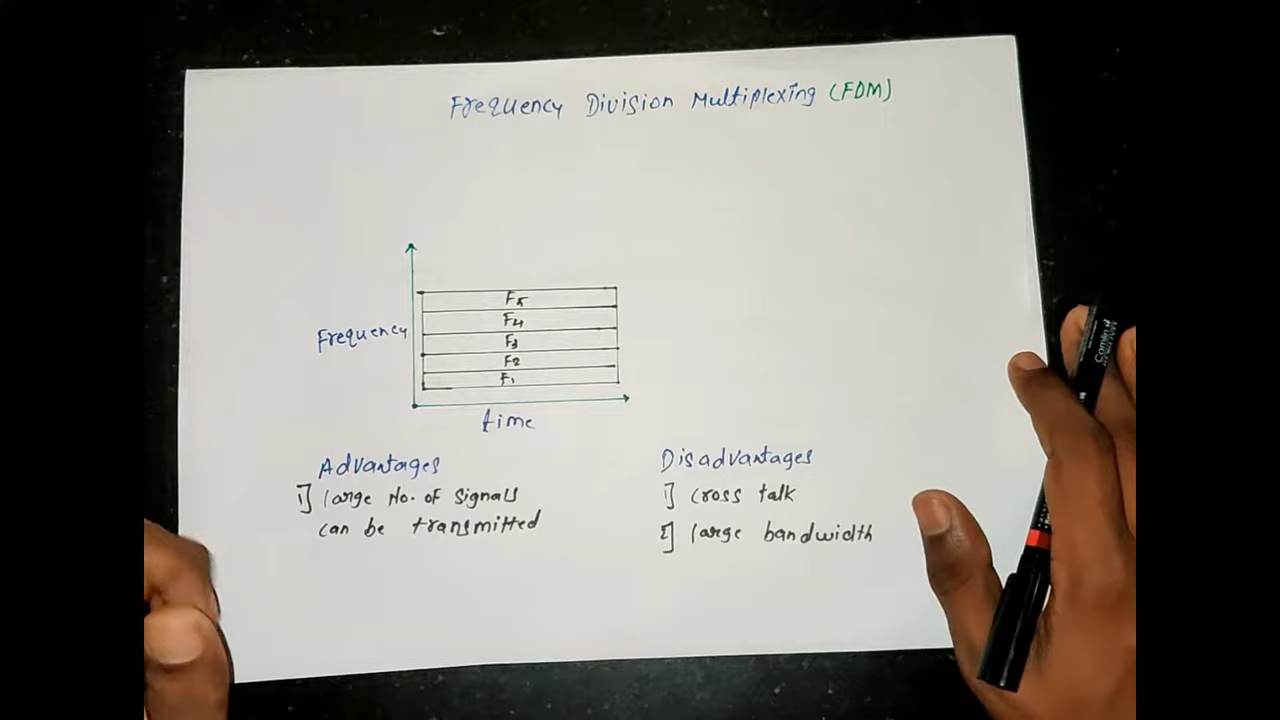 Frequency Division Multiplexing (FDM)
F5
F4
Frequency
F3
F2
F1
time
Advantages
1] large No. of signals
can be transmitted
Disadvantages
1] cross talk
2] large bandwidth
Camlin